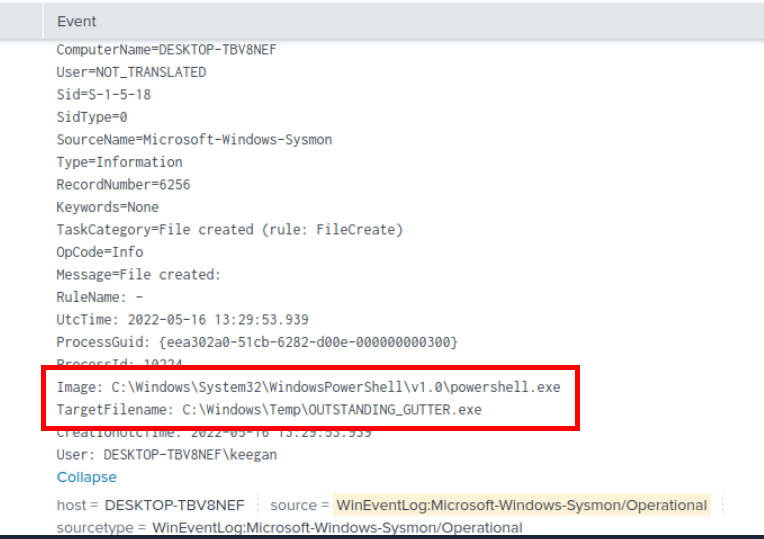 Event
ComputerName=DESKTOP-TBV8NEF
User=NOT_TRANSLATED
Sid=S-1-5-18
SidType=0
SourceName=Microsoft-Windows-Sysmon
Type=Information
RecordNumber=6256
Keywords=None
TaskCategory=File created (rule: FileCreate)
OpCode=Info
Message=File created:
RuleName: -
UtcTime: 2022-05-16 13:29:53.939
ProcessGuid: {eea302a0-51cb-6282-d00e-000000000300}
ProcessId: 10224
Image: C:\Windows\System32\WindowsPowerShell\v1.0\powershell.exe
TargetFilename: C:\Windows\Temp\OUTSTANDING_GUTTER.exe
CreationUtcTime: 2022-05-16 13:29:53.939
User: DESKTOP-TBV8NEF\keegan
Collapse
host = DESKTOP-TBV8NEF source = WinEventLog:Microsoft-Windows-Sysmon/Operational
sourcetype = WinEventLog:Microsoft-Windows-Sysmon/Operational